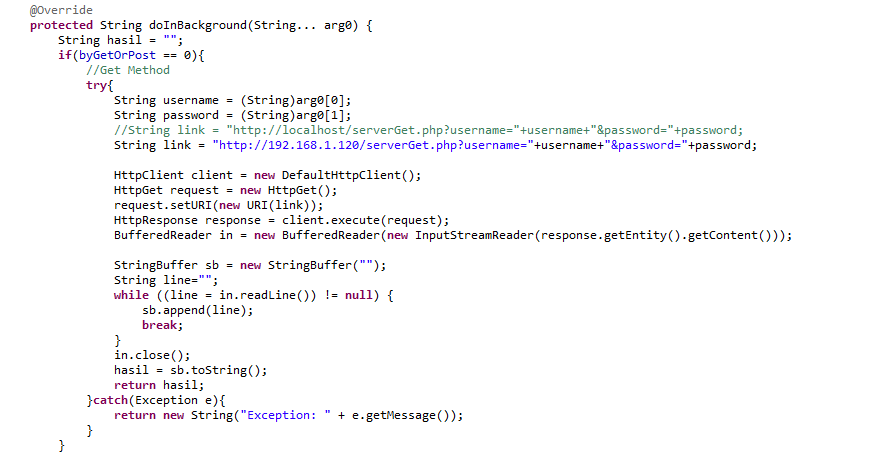 @Override
protected String doInBackground(String... arg0) {
    String hasil = "";
    if(byGetOrPost == 0){
        //Get Method
        try{
            String username = (String)arg0[0];
            String password = (String)arg0[1];
            //String link = "http://localhost/serverGet.php?username="+username+"&password="+password;
            String link = "http://192.168.1.120/serverGet.php?username="+username+"&password="+password;

            HttpClient client = new DefaultHttpClient();
            HttpGet request = new HttpGet();
            request.setURI(new URI(link));
            HttpResponse response = client.execute(request);
            BufferedReader in = new BufferedReader(new InputStreamReader(response.getEntity().getContent()));

            StringBuffer sb = new StringBuffer("");
            String line="";
            while ((line = in.readLine()) != null) {
                sb.append(line);
                break;
            }
            in.close();
            hasil = sb.toString();
            return hasil;
        }catch(Exception e){
            return new String("Exception: " + e.getMessage());
        }
    }